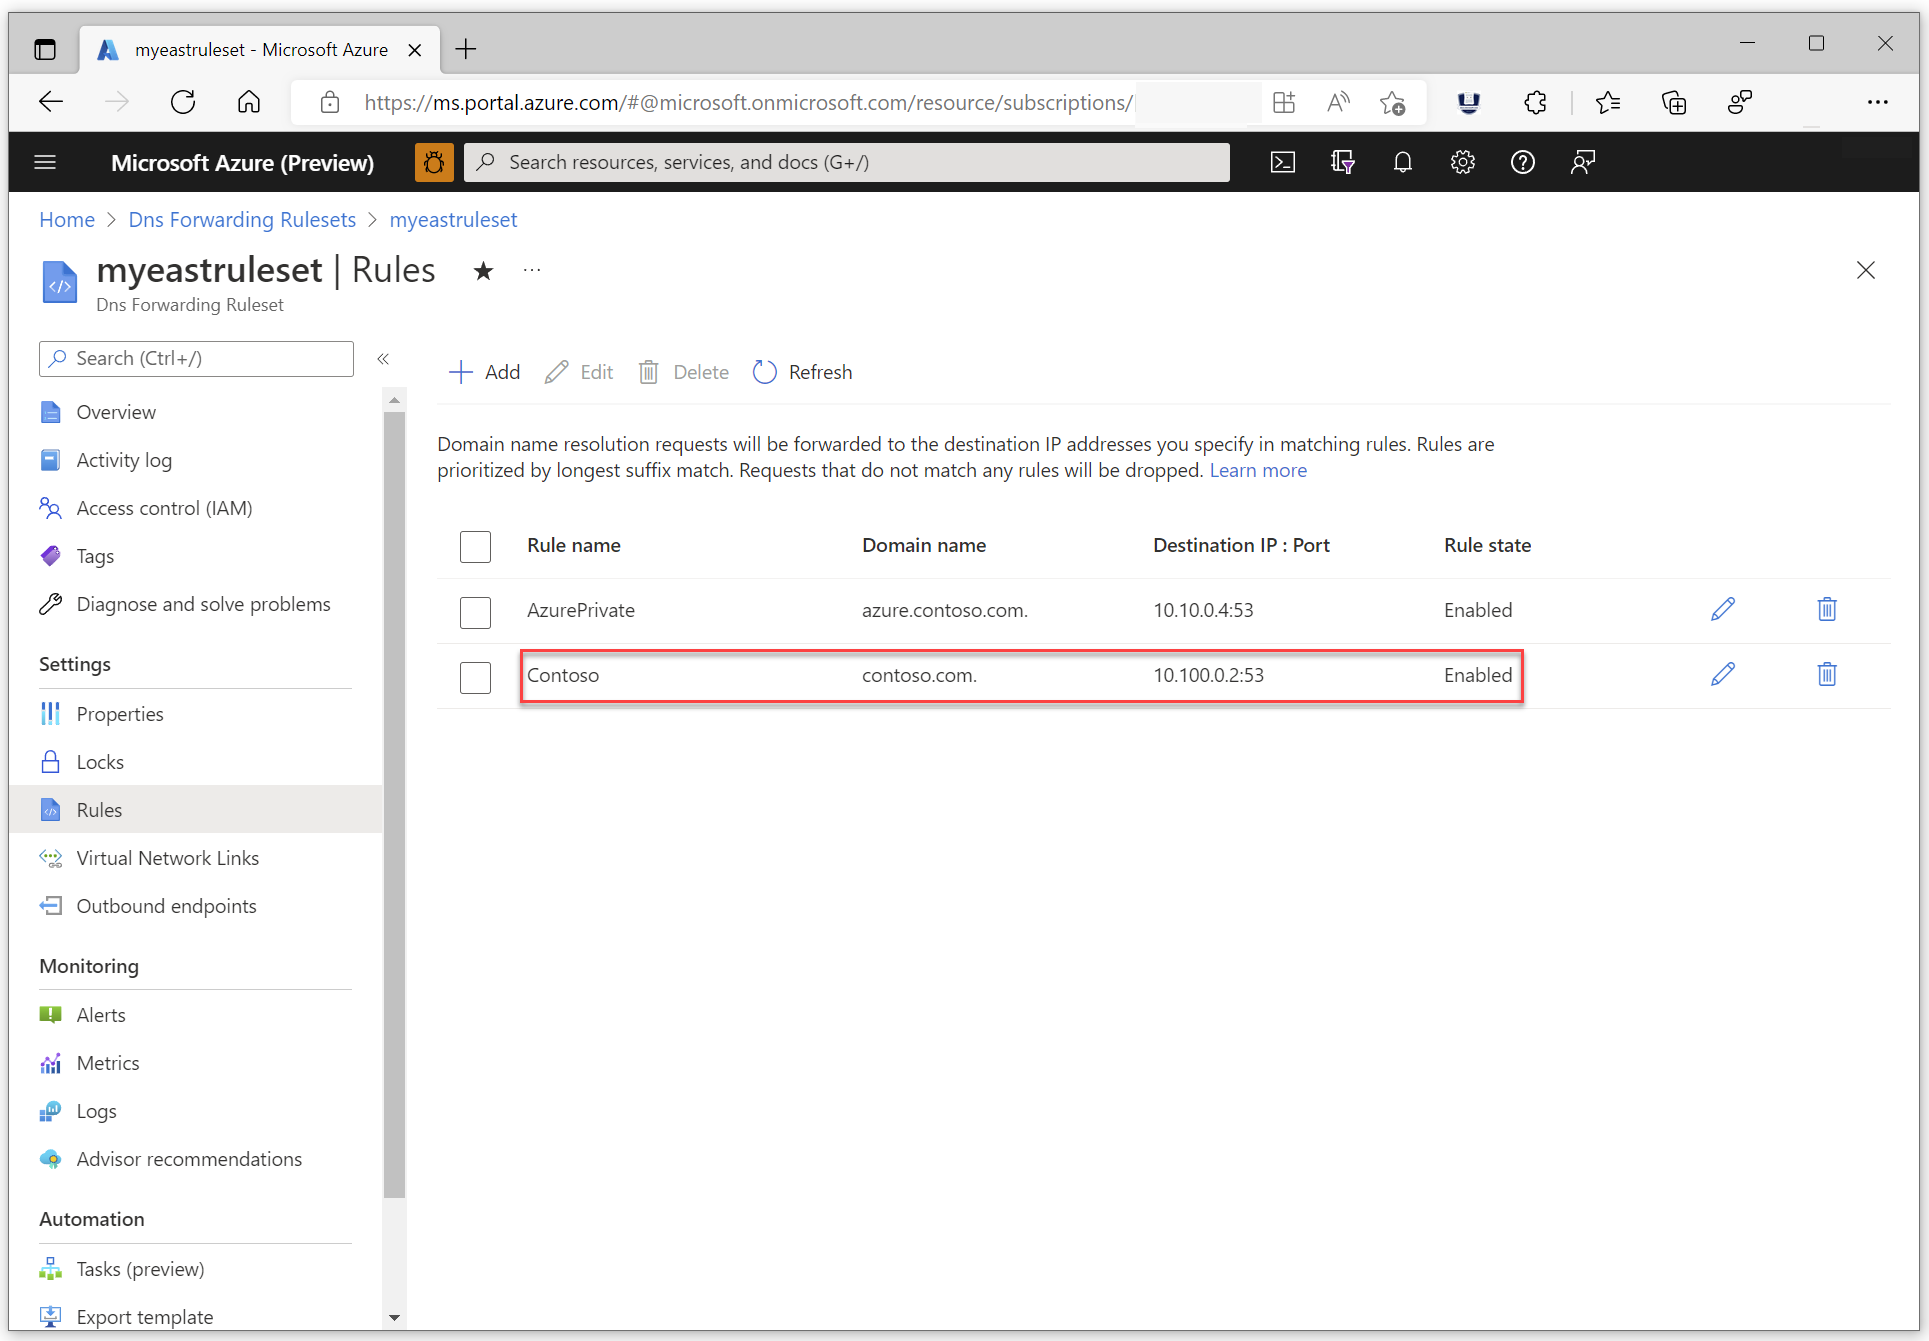 myeastruleset - Microsoft Azure
https://ms.portal.azure.com/#@microsoft.onmicrosoft.com/resource/subscriptions/
Microsoft Azure (Preview)
Search resources, services, and docs (G+/)
Home > Dns Forwarding Rulesets > myeastruleset
myeastruleset | Rules
Dns Forwarding Ruleset
Search (Ctrl+/)
Overview
Activity log
Access control (IAM)
Tags
Diagnose and solve problems
Settings
Properties
Locks
Rules
Virtual Network Links
Outbound endpoints
Monitoring
Alerts
Metrics
Logs
Advisor recommendations
Automation
Tasks (preview)
Export template
Add Edit Delete Refresh
Domain name resolution requests will be forwarded to the destination IP addresses you specify in matching rules. Rules are
prioritized by longest suffix match. Requests that do not match any rules will be dropped. Learn more
Rule name Domain name Destination IP : Port Rule state
AzurePrivate azure.contoso.com. 10.10.0.4:53 Enabled
Contoso contoso.com. 10.100.0.2:53 Enabled